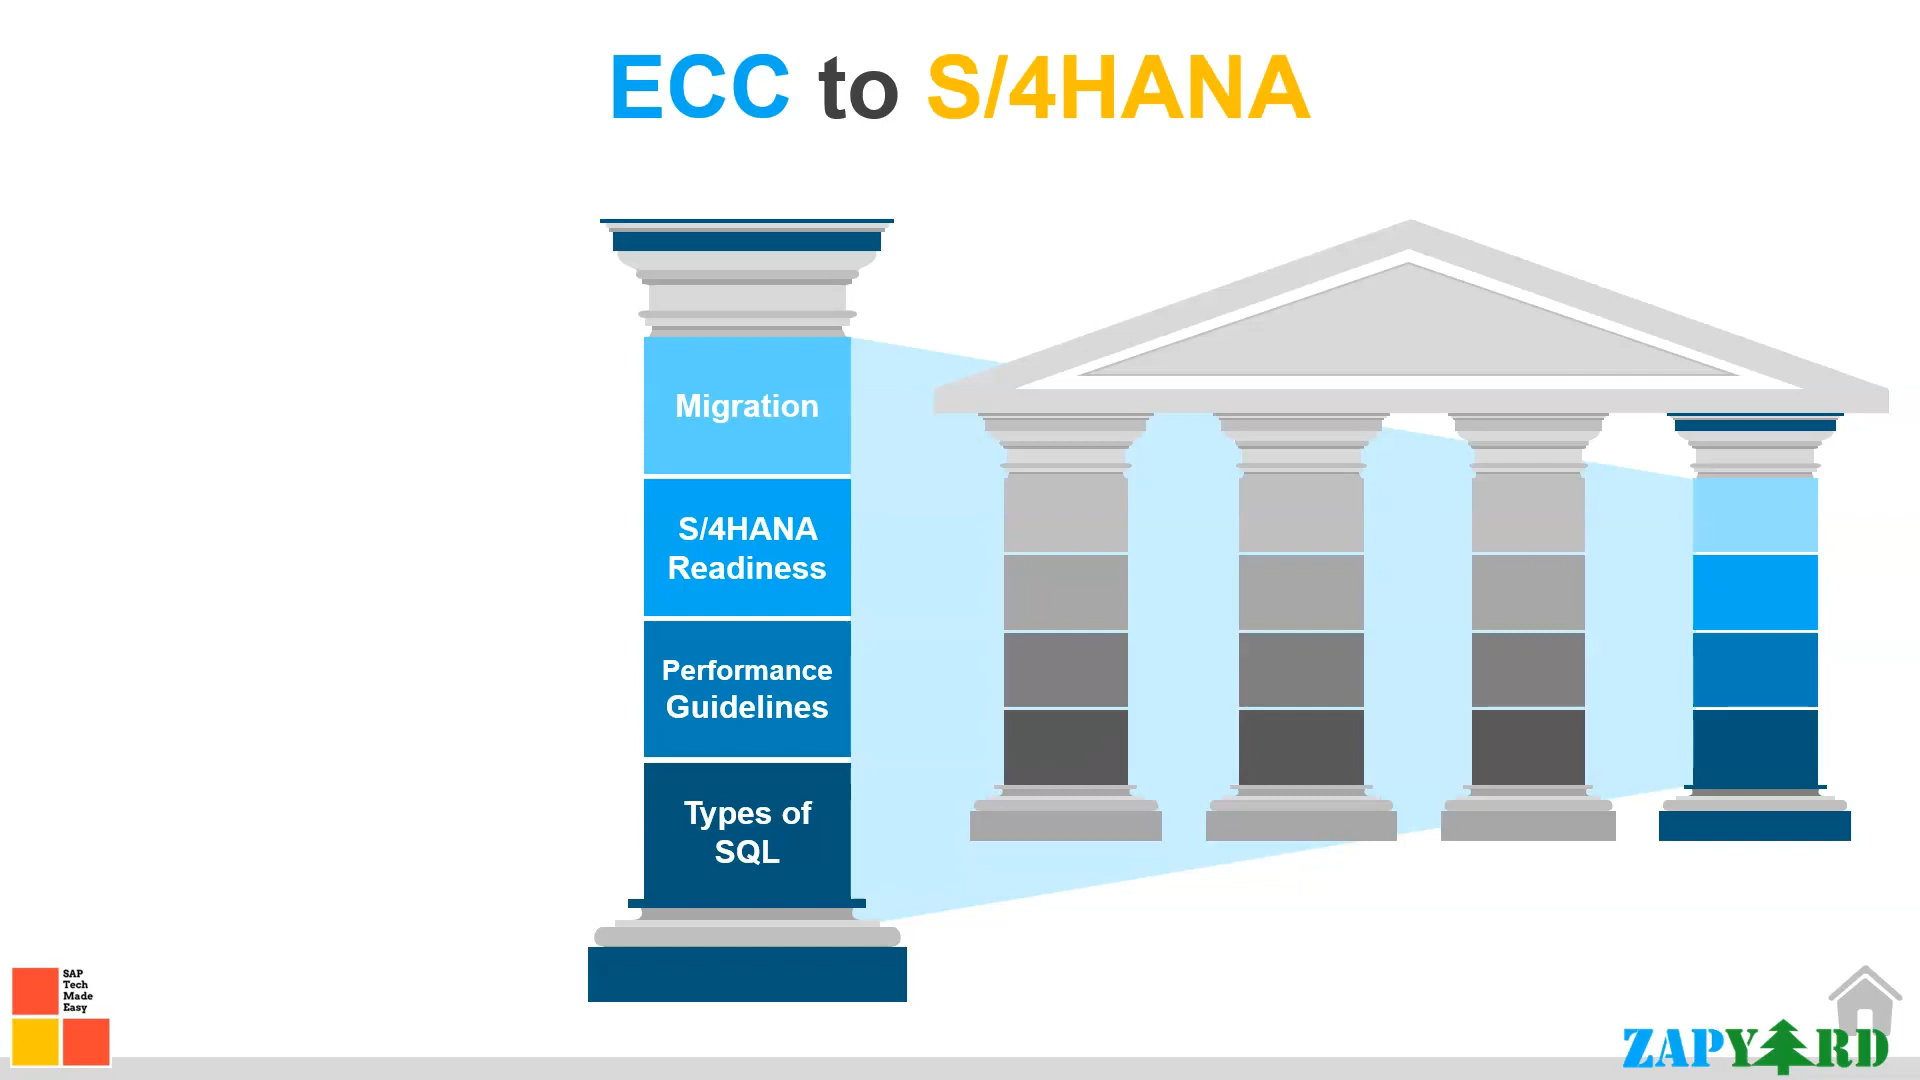 ECC to S/4HANA
Migration
S/4HANA
Readiness
Performance
Guidelines
Types of
SQL
SAP
Tech
Made
Easy
ZAPYARD